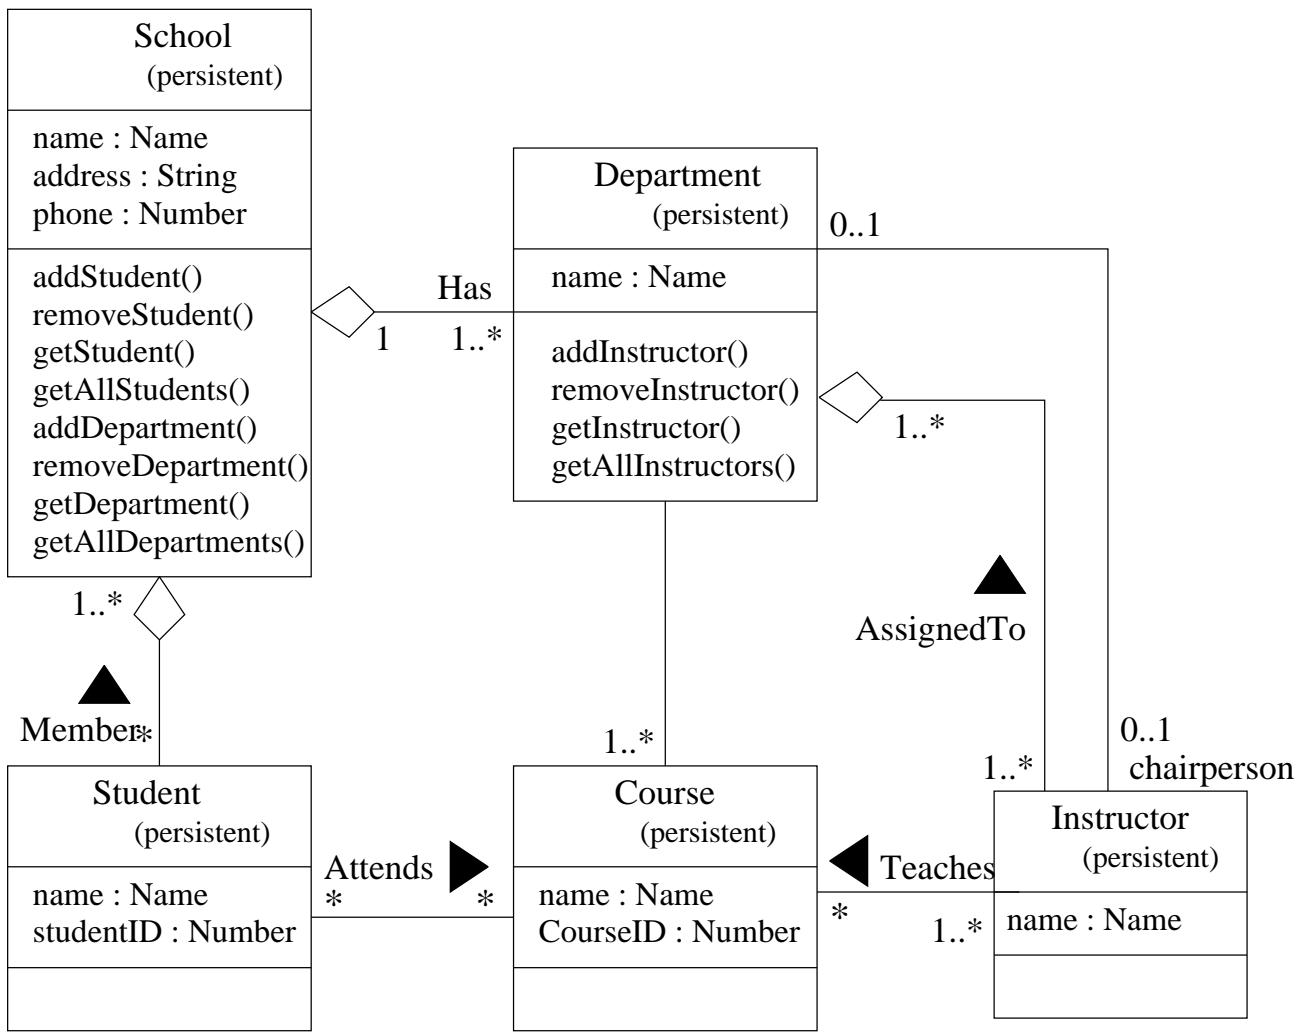 School
(persistent)
name : Name
address : String
phone : Number
addStudent()
removeStudent()
getStudent()
getAllStudents()
addDepartment()
removeDepartment()
getDepartment()
getAllDepartments()
Has
1
1..*
Department
(persistent)
name : Name
addInstructor()
removeInstructor()
getInstructor()
getAllInstructors()
0..1
1..*
AssignedTo
1..*
Member
*
1..*
1..*
0..1
chairperson
Student
(persistent)
name : Name
studentID : Number
Attends
*
*
Course
(persistent)
name : Name
CourseID : Number
Teaches
*
1..*
Instructor
(persistent)
name : Name